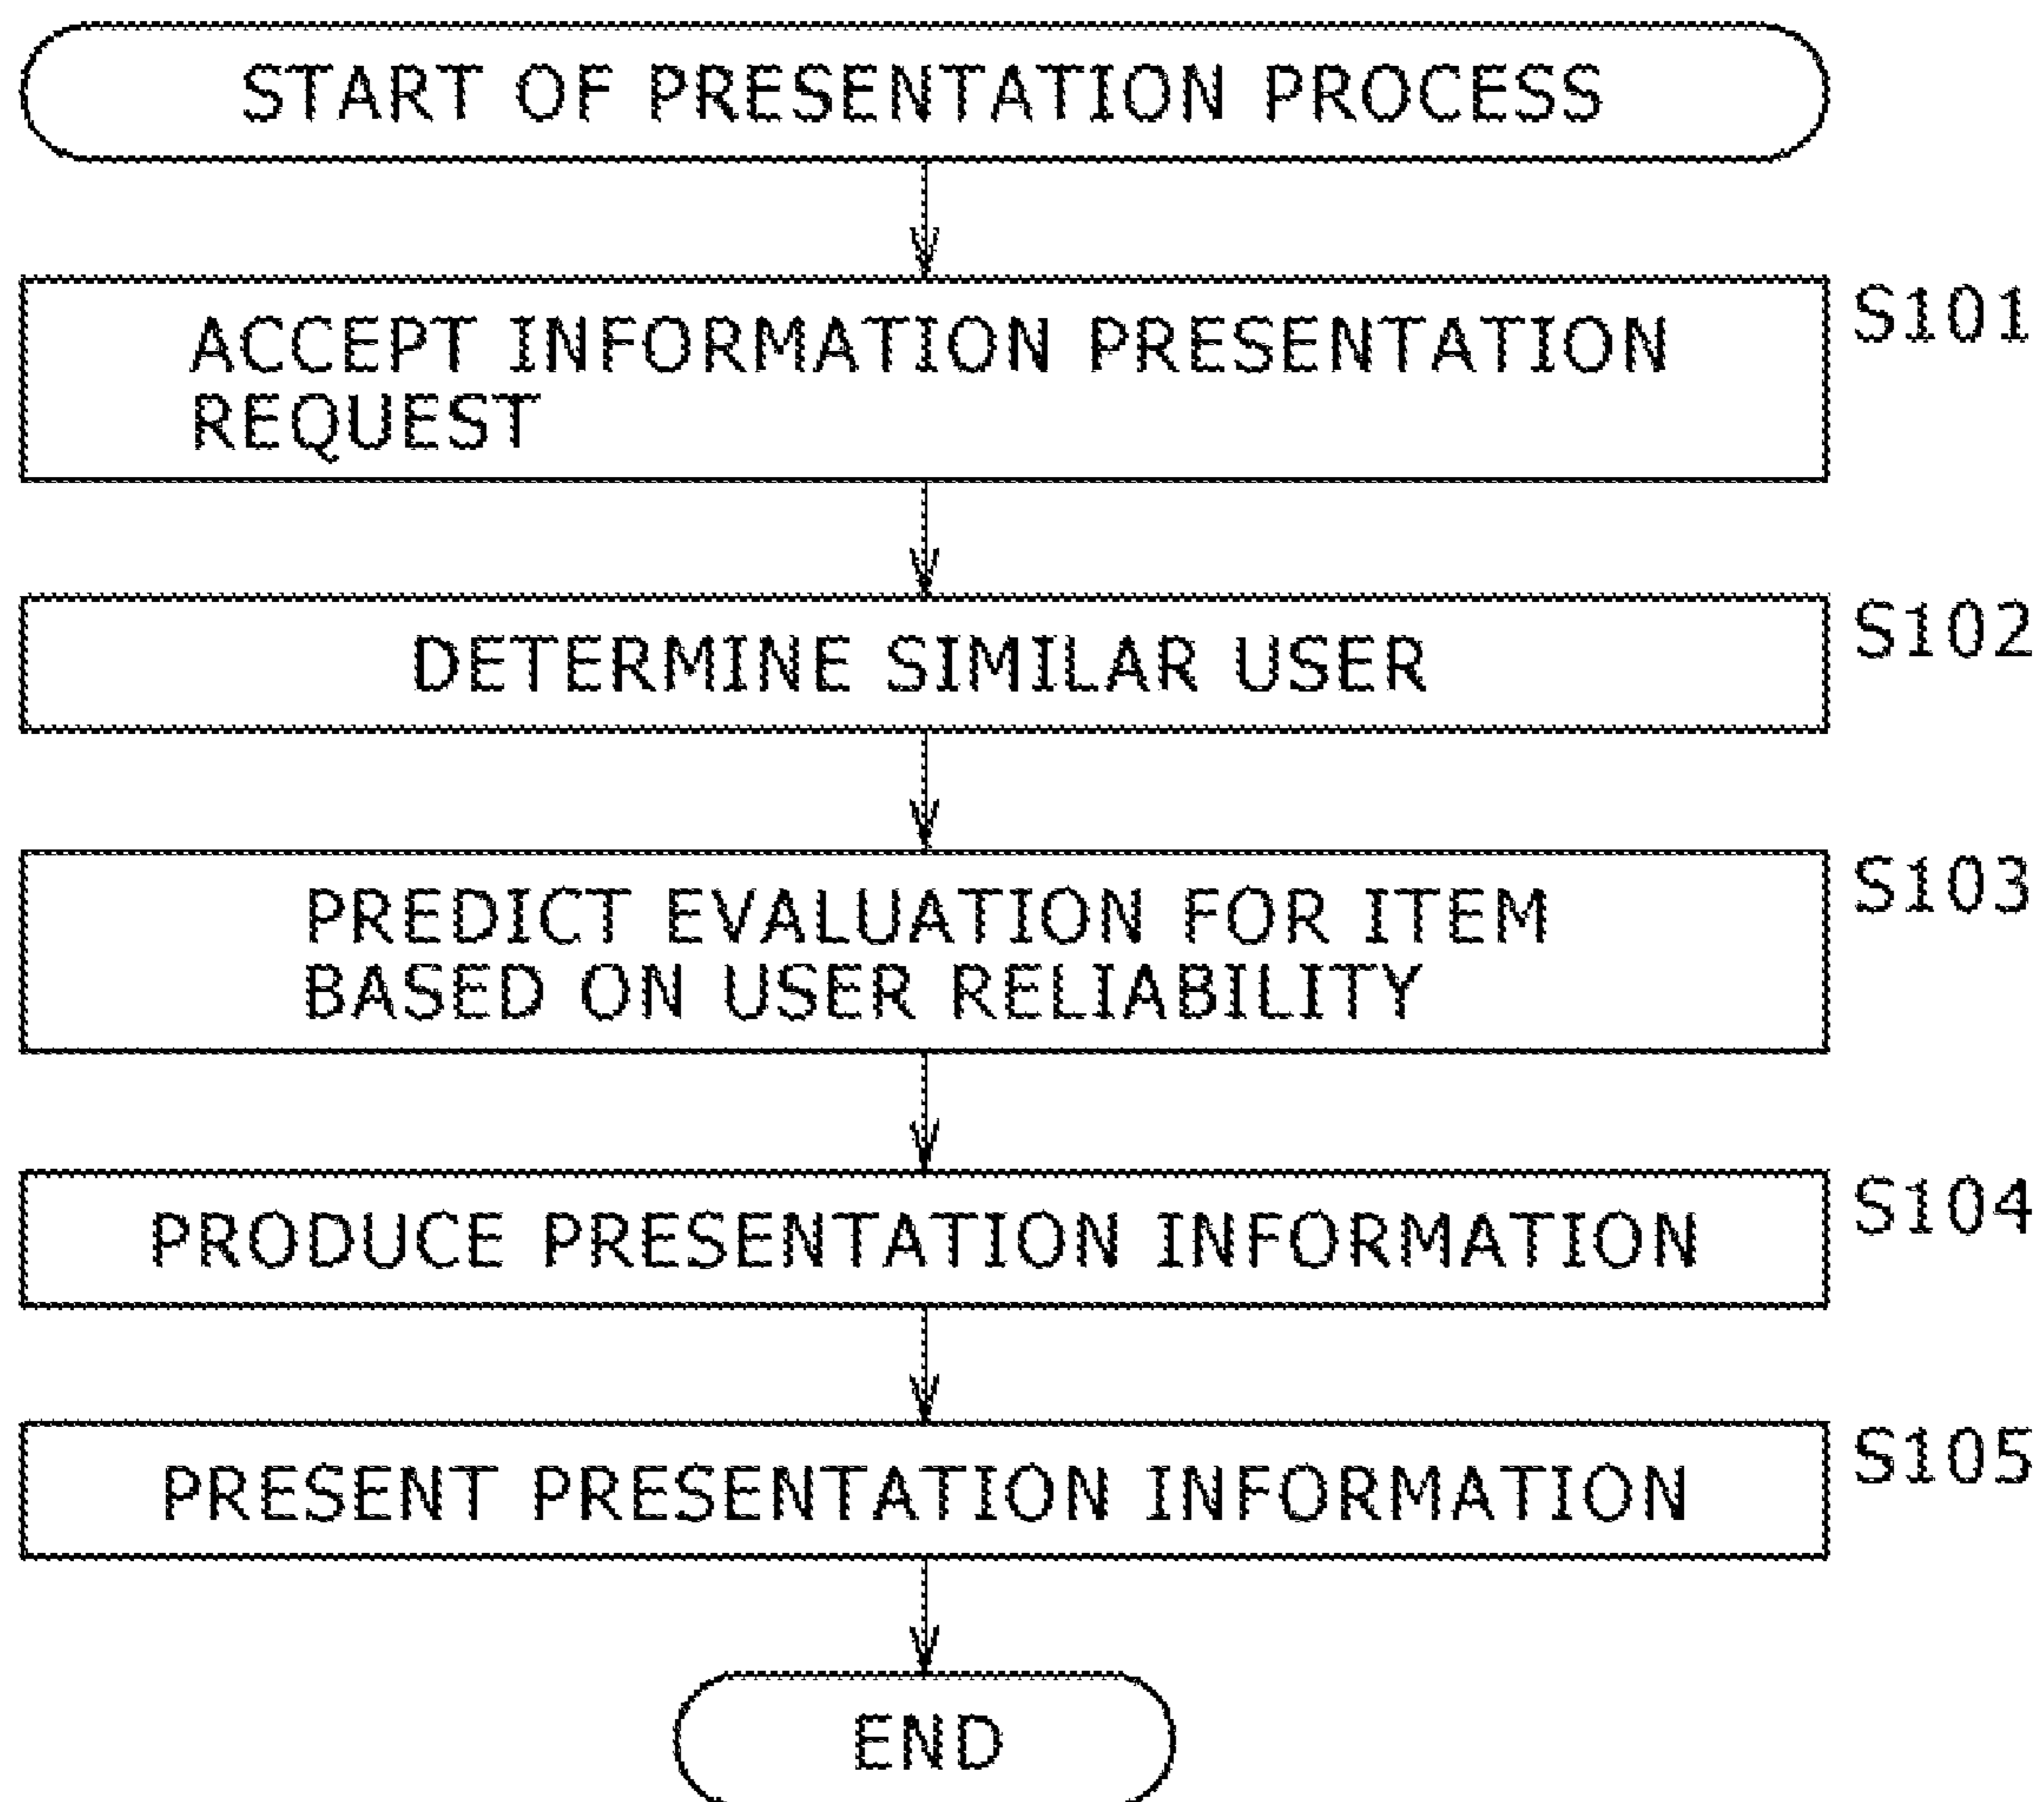 START OF PRESENTATION PROCESS
S101
ACCEPT INFORMATION PRESENTATION
REQUEST
S102
DETERMINE SIMILAR USER
S103
PREDICT EVALUATION FOR ITEM
BASED ON USER RELIABILITY
S104
PRODUCE PRESENTATION INFORMATION
S105
PRESENT PRESENTATION INFORMATION
END